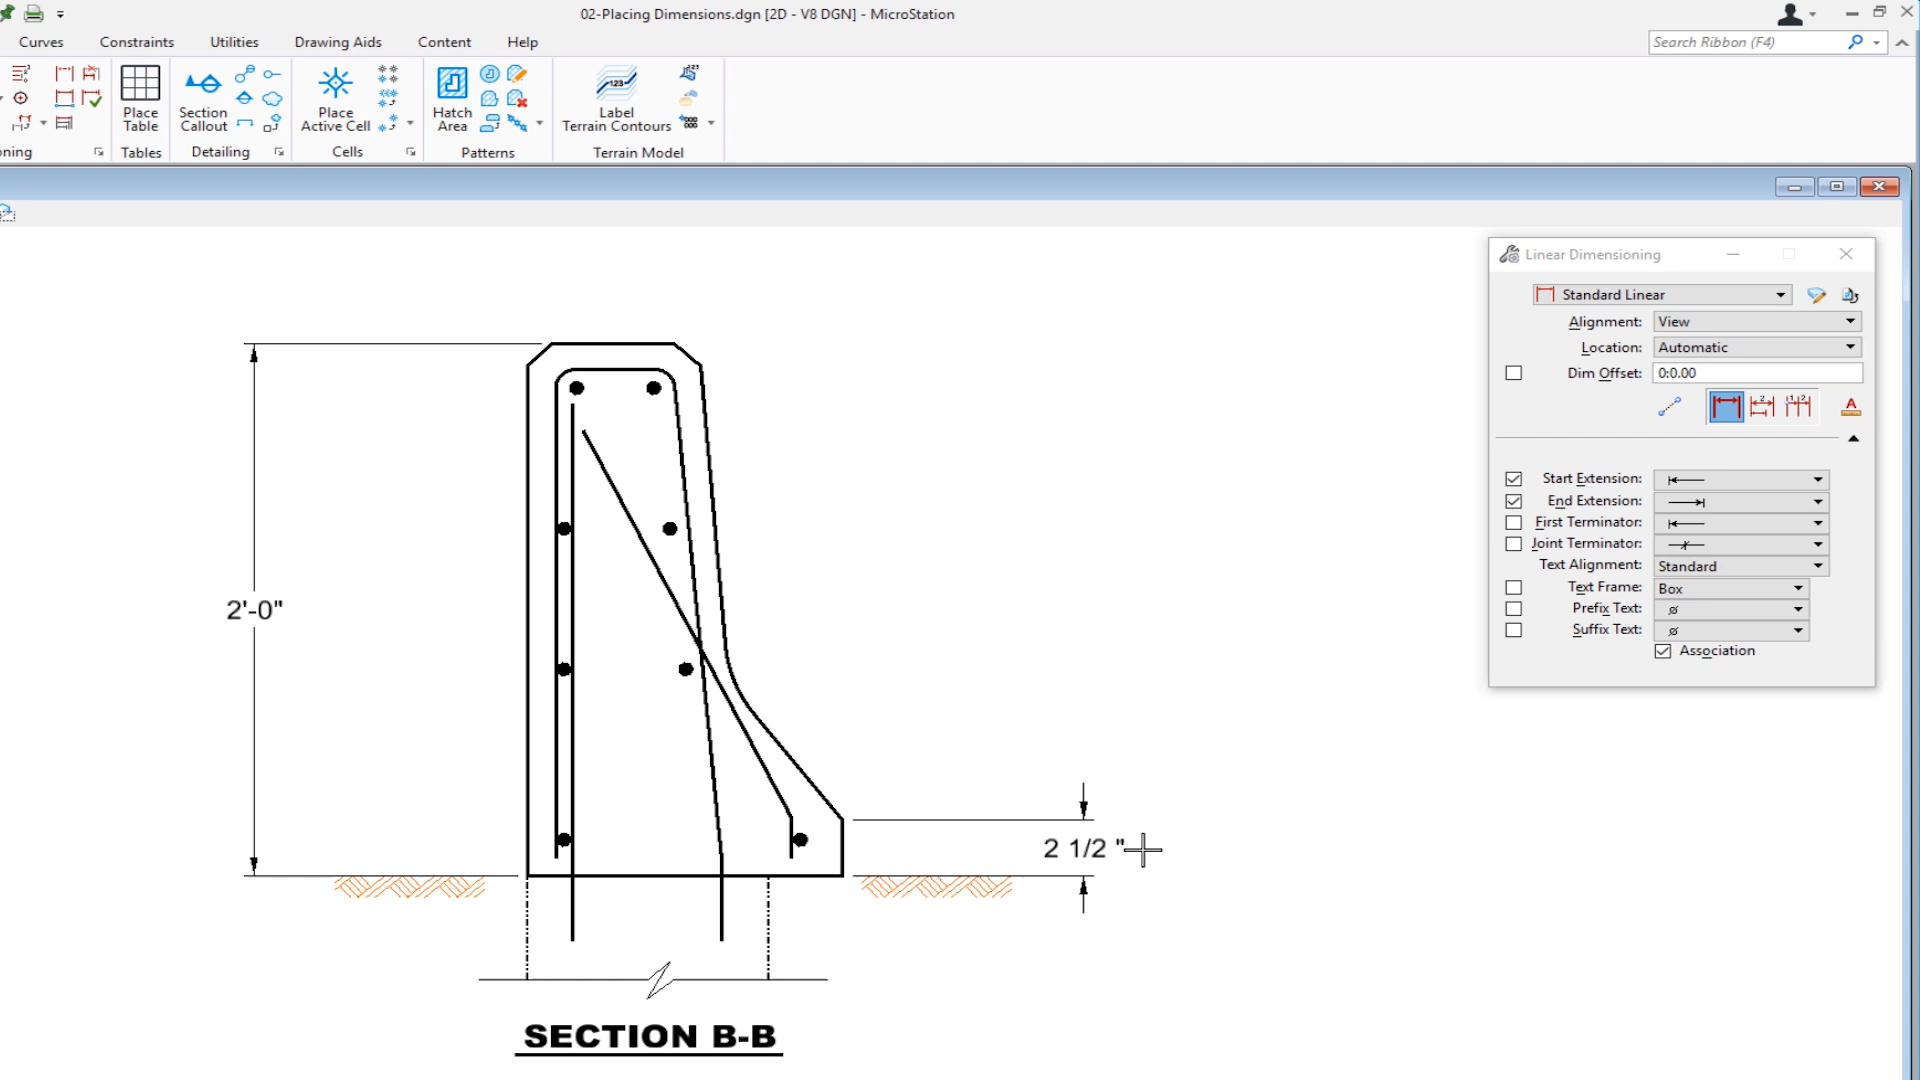 02-Placing Dimensions.dgn [2D - V8 DGN] - MicroStation
Curves Constraints Utilities Drawing Aids Content Help
Search Ribbon (F4)
Place Table
Section Callout
Place Active Cell
Hatch Area
Label Terrain Contours
oning Tables Detailing Cells Patterns Terrain Model
Linear Dimensioning
Standard Linear
Alignment: View
Location: Automatic
Dim Offset: 0:0.00
Start Extension:
End Extension:
First Terminator:
Joint Terminator:
Text Alignment: Standard
Text Frame: Box
Prefix Text: ø
Suffix Text: ø
Association
2'-0"
2 1/2 "
SECTION B-B